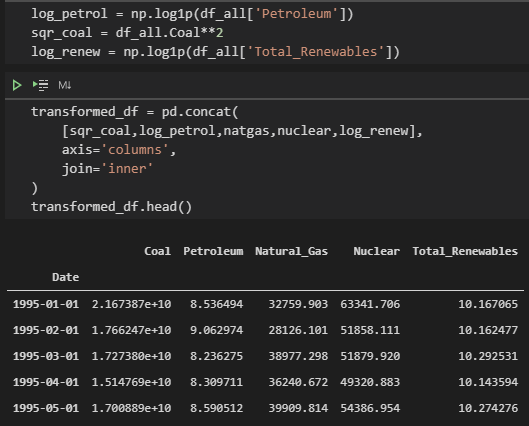 log_petrol = np.log1p(df_all['Petroleum'])
sqr_coal = df_all.Coal**2
log_renew = np.log1p(df_all['Total_Renewables'])
M↓
transformed_df = pd.concat(
    [sqr_coal,log_petrol,natgas,nuclear,log_renew],
    axis='columns',
    join='inner'
)
transformed_df.head()
Coal Petroleum Natural_Gas Nuclear Total_Renewables
Date
1995-01-01 2.167387e+10 8.536494 32759.903 63341.706 10.167065
1995-02-01 1.766247e+10 9.062974 28126.101 51858.111 10.162477
1995-03-01 1.727380e+10 8.236275 38977.298 51879.920 10.292531
1995-04-01 1.514769e+10 8.309711 36240.672 49320.883 10.143594
1995-05-01 1.700889e+10 8.590512 39909.814 54386.954 10.274276